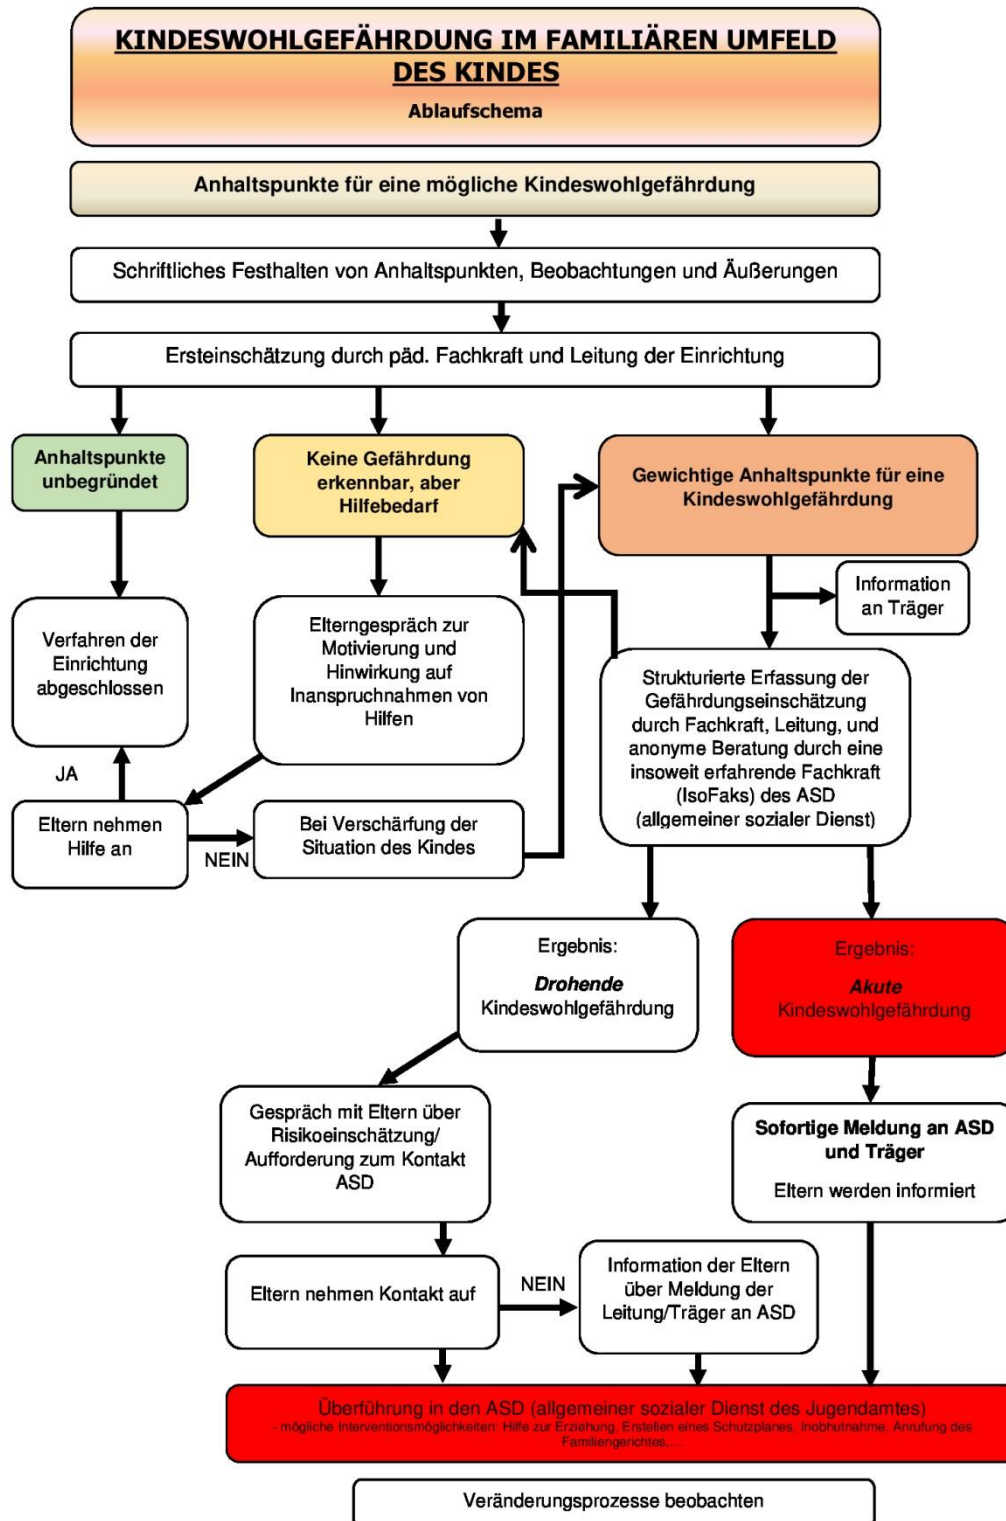 KINDESWOHLGEFÄHRDUNG IM FAMILIÄREN UMFELD
DES KINDES
Ablaufschema
Anhaltspunkte für eine mögliche Kindeswohlgefährdung
Schriftliches Festhalten von Anhaltspunkten, Beobachtungen und Äußerungen
Ersteinschätzung durch päd. Fachkraft und Leitung der Einrichtung
Anhaltspunkte
unbegründet
Keine Gefährdung
erkennbar, aber
Hilfebedarf
Gewichtige Anhaltspunkte für eine
Kindeswohlgefährdung
Information
an Träger
Verfahren der
Einrichtung
abgeschlossen
Elterngespräch zur
Motivierung und
Hinwirkung auf
Inanspruchnahmen von
Hilfen
Strukturierte Erfassung der
Gefährdungseinschätzung
durch Fachkraft, Leitung, und
anonyme Beratung durch eine
insoweit erfahrende Fachkraft
(IsoFaks) des ASD
(allgemeiner sozialer Dienst)
JA
Eltern nehmen
Hilfe an
NEIN
Bei Verschärfung der
Situation des Kindes
Ergebnis:
Drohende
Kindeswohlgefährdung
Ergebnis:
Akute
Kindeswohlgefährdung
Gespräch mit Eltern über
Risikoeinschätzung/
Aufforderung zum Kontakt
ASD
Sofortige Meldung an ASD
und Träger
Eltern werden informiert
Eltern nehmen Kontakt auf
NEIN
Information der Eltern
über Meldung der
Leitung/Träger an ASD
Überführung in den ASD (allgemeiner sozialer Dienst des Jugendamtes)
- mögliche Interventionsmöglichkeiten: Hilfe zur Erziehung, Erstellen eines Schutzplanes, Inobhutnahme, Anrufung des
Familiengerichtes,...
Veränderungsprozesse beobachten